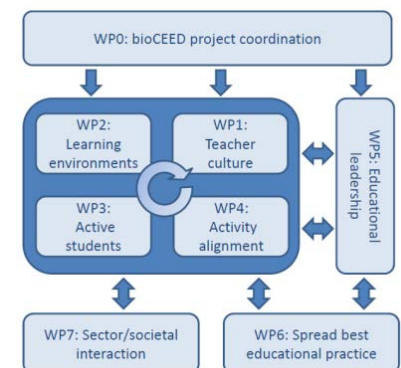 WP0: bioCEED project coordination
WP2:
Learning
environments
WP1:
Teacher
culture
WP3:
Active
students
WP4:
Activity
alignment
WP5: Educational
leadership
WP7: Sector/societal
interaction
WP6: Spread best
educational practice